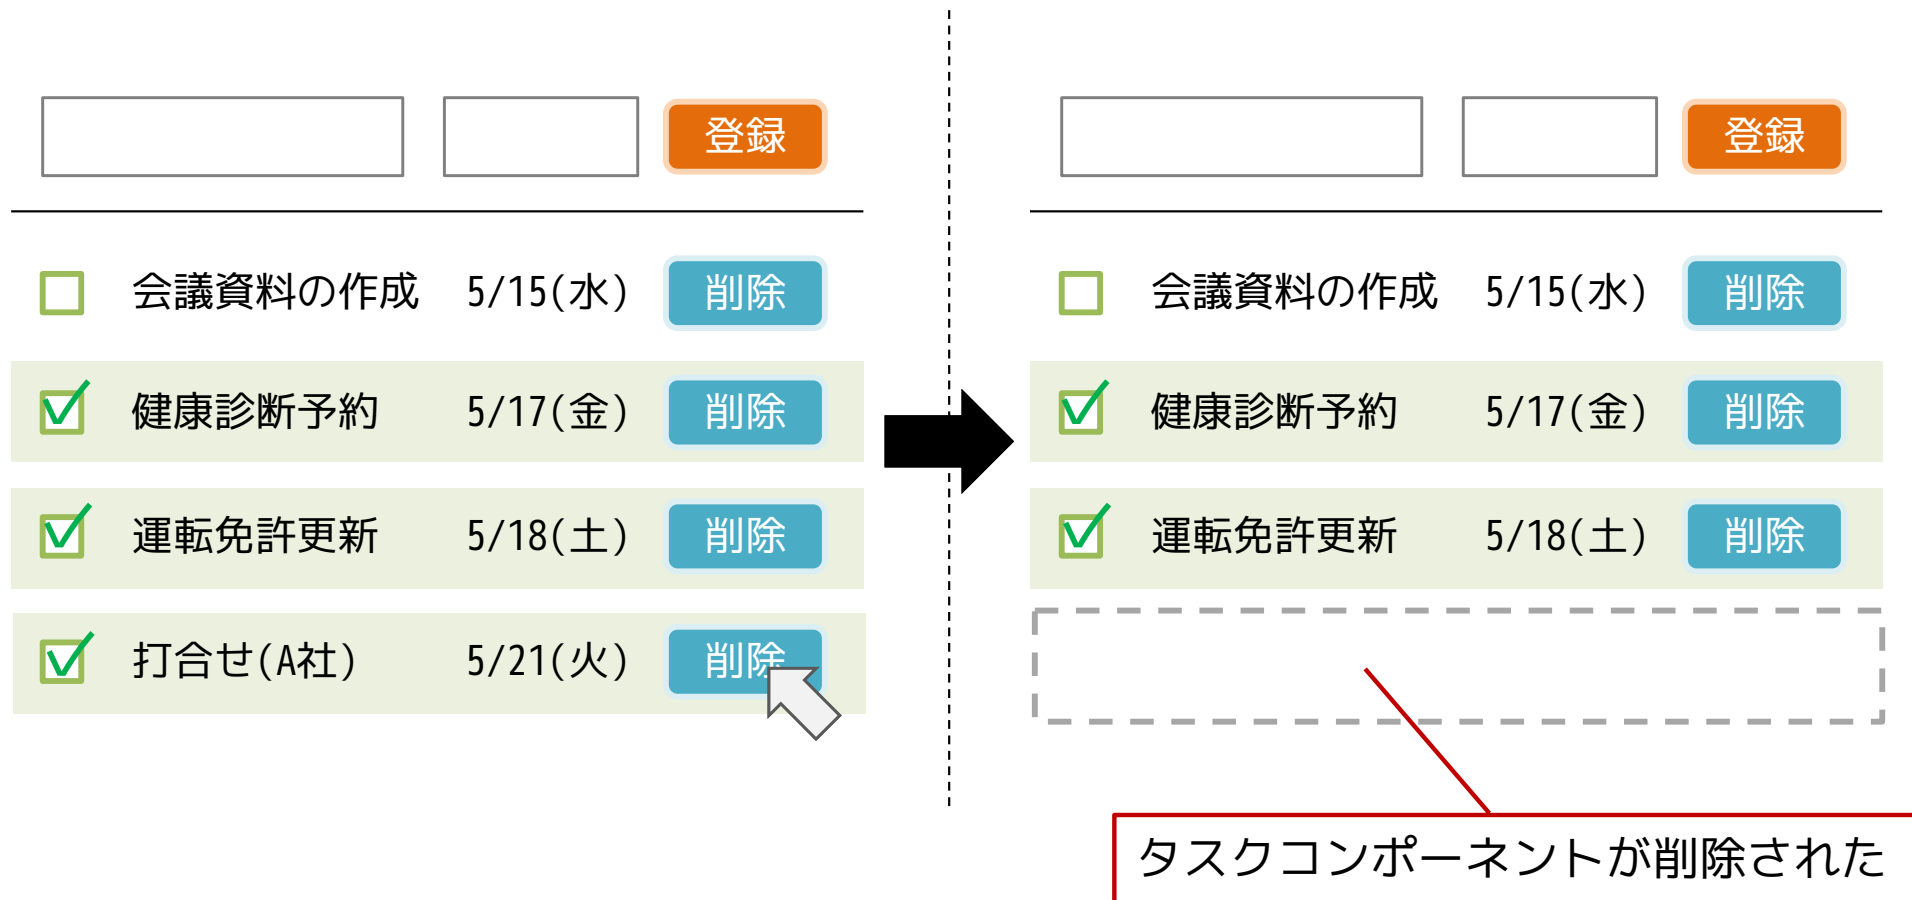 登録
会議資料の作成 5/15(水) 削除
健康診断予約 5/17(金) 削除
運転免許更新 5/18(土) 削除
打合せ(A社) 5/21(火) 削除
登録
会議資料の作成 5/15(水) 削除
健康診断予約 5/17(金) 削除
運転免許更新 5/18(土) 削除
タスクコンポーネントが削除された